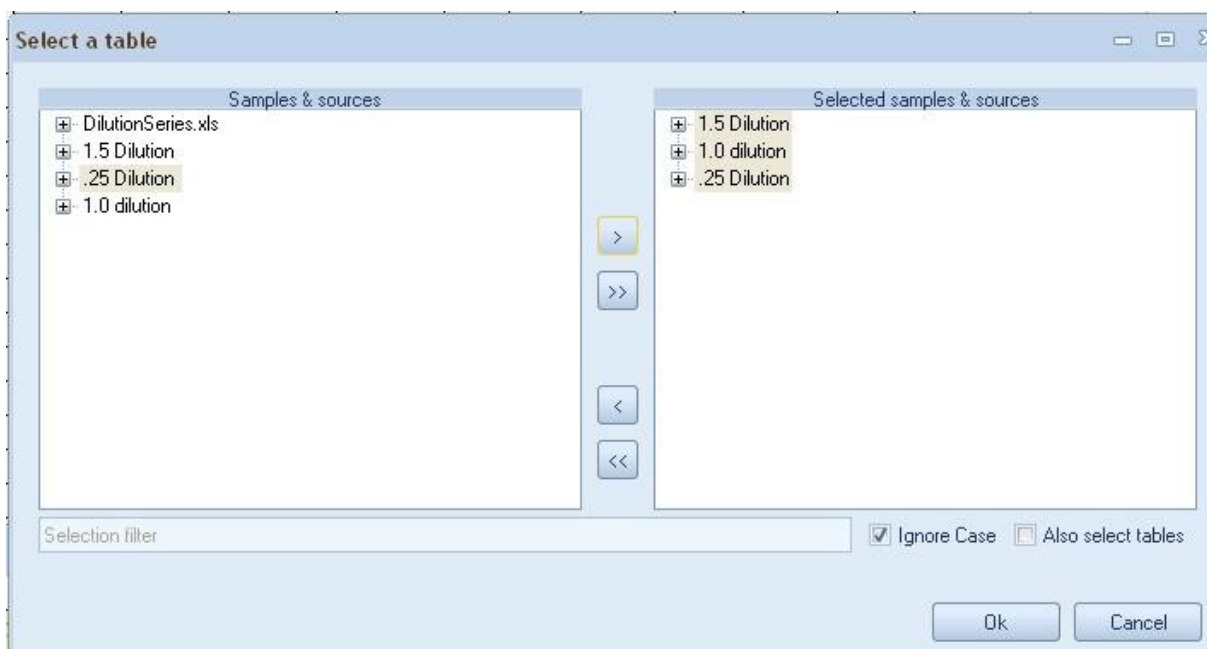 Select a table
Samples & sources
DilutionSeries.xls
1.5 Dilution
.25 Dilution
1.0 dilution
>
>>
<
<<
Selected samples & sources
1.5 Dilution
1.0 dilution
.25 Dilution
Selection filter
Ignore Case
Also select tables
Ok
Cancel